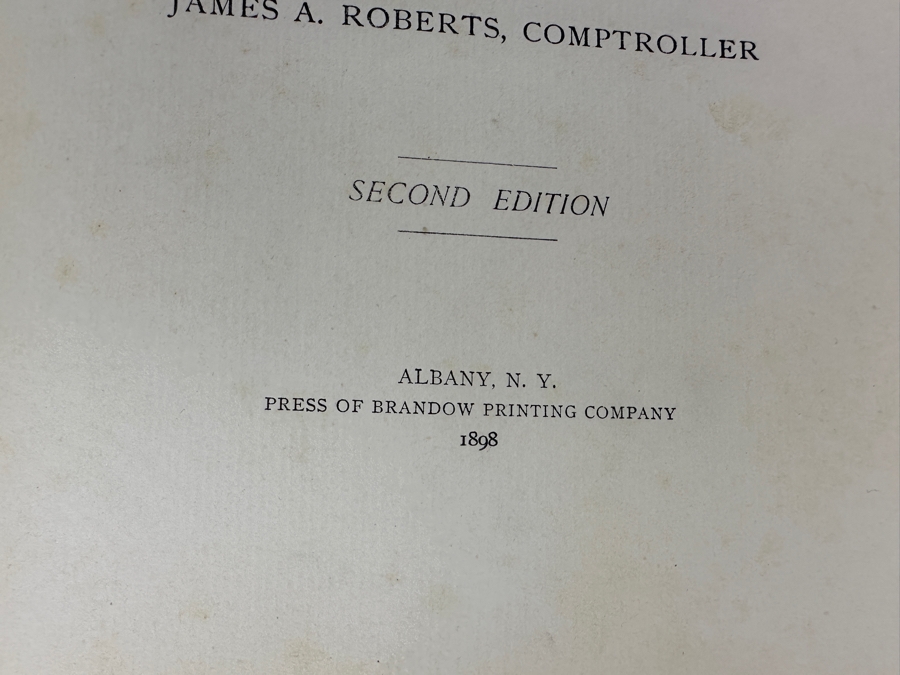 JAMES A. ROBERTS, COMPTROLLER
SECOND EDITION
ALBANY, N. Y.
PRESS OF BRANDOW PRINTING COMPANY
1898